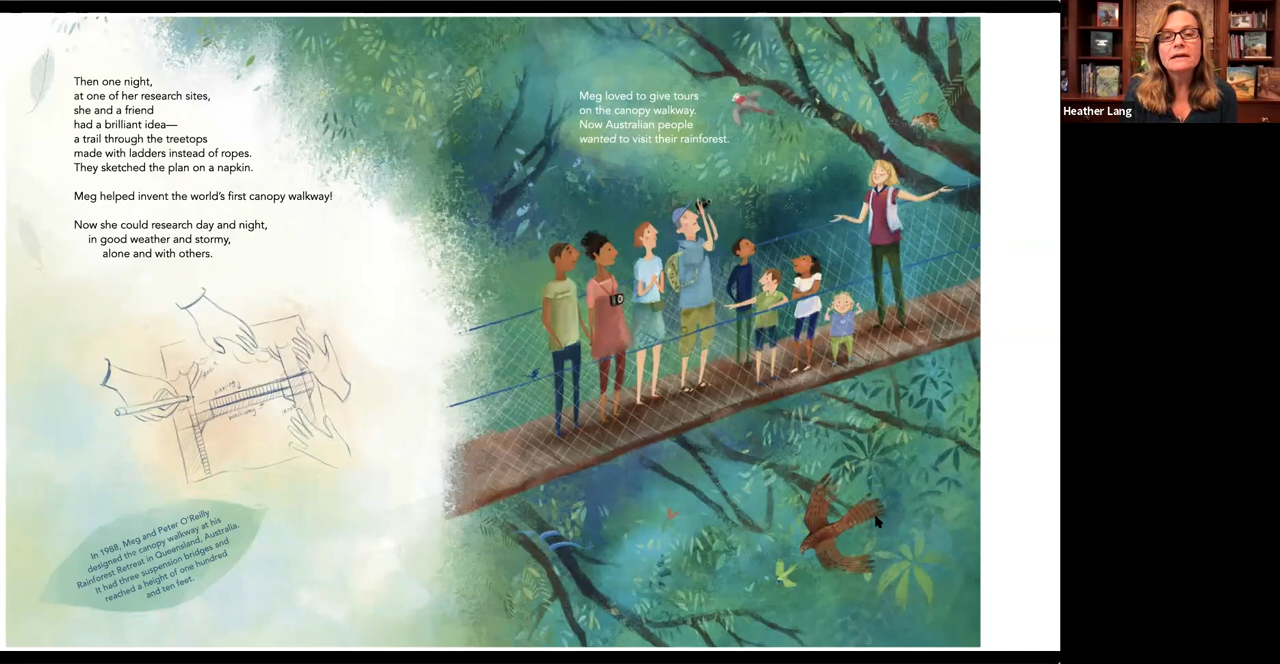 Then one night,
at one of her research sites,
she and a friend
had a brilliant idea—
a trail through the treetops
made with ladders instead of ropes.
They sketched the plan on a napkin.
Meg helped invent the world's first canopy walkway!
Now she could research day and night,
in good weather and stormy,
alone and with others.
In 1988, Meg and Peter O'Reilly
designed the canopy walkway at his
Rainforest Retreat in Queensland, Australia.
It had three suspension bridges and
reached a height of one hundred
and ten feet.
Meg loved to give tours
on the canopy walkway.
Now Australian people
wanted to visit their rainforest.
Heather Lang